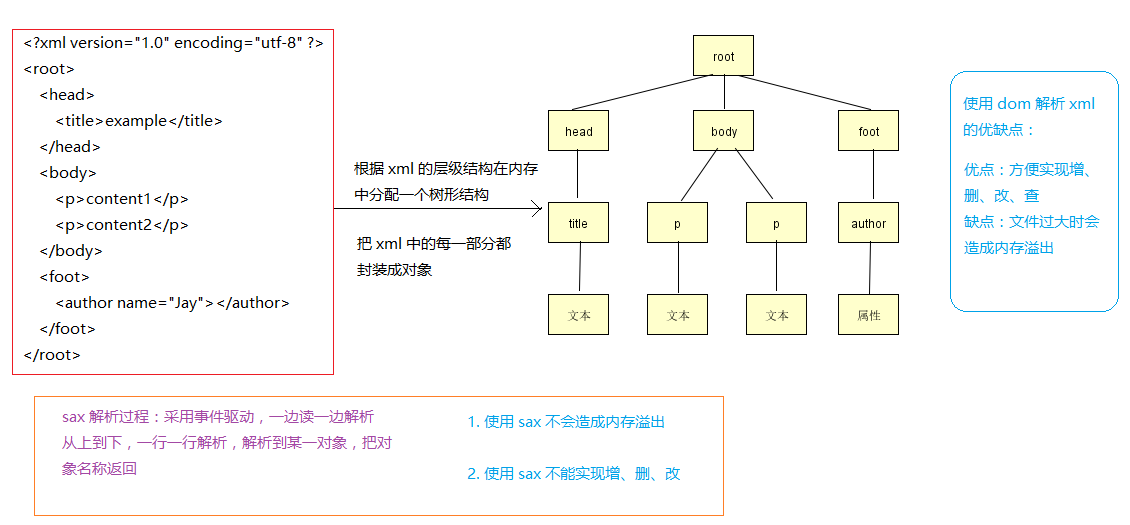 <?xml version="1.0" encoding="utf-8" ?>
<root>
<head>
<title>example</title>
</head>
<body>
<p>content1</p>
<p>content2</p>
</body>
<foot>
<author name="Jay"></author>
</foot>
</root>
根据 xml 的层级结构在内存
中分配一个树形结构
把 xml 中的每一部分都
封装成对象
root
head
body
foot
title
p
p
author
文本
文本
文本
属性
使用 dom 解析 xml
的优缺点：
优点：方便实现增、
删、改、查
缺点：文件过大时会
造成内存溢出
sax 解析过程：采用事件驱动，一边读一边解析
从上到下，一行一行解析，解析到某一对象，把对
象名称返回
1. 使用 sax 不会造成内存溢出
2. 使用 sax 不能实现增、删、改